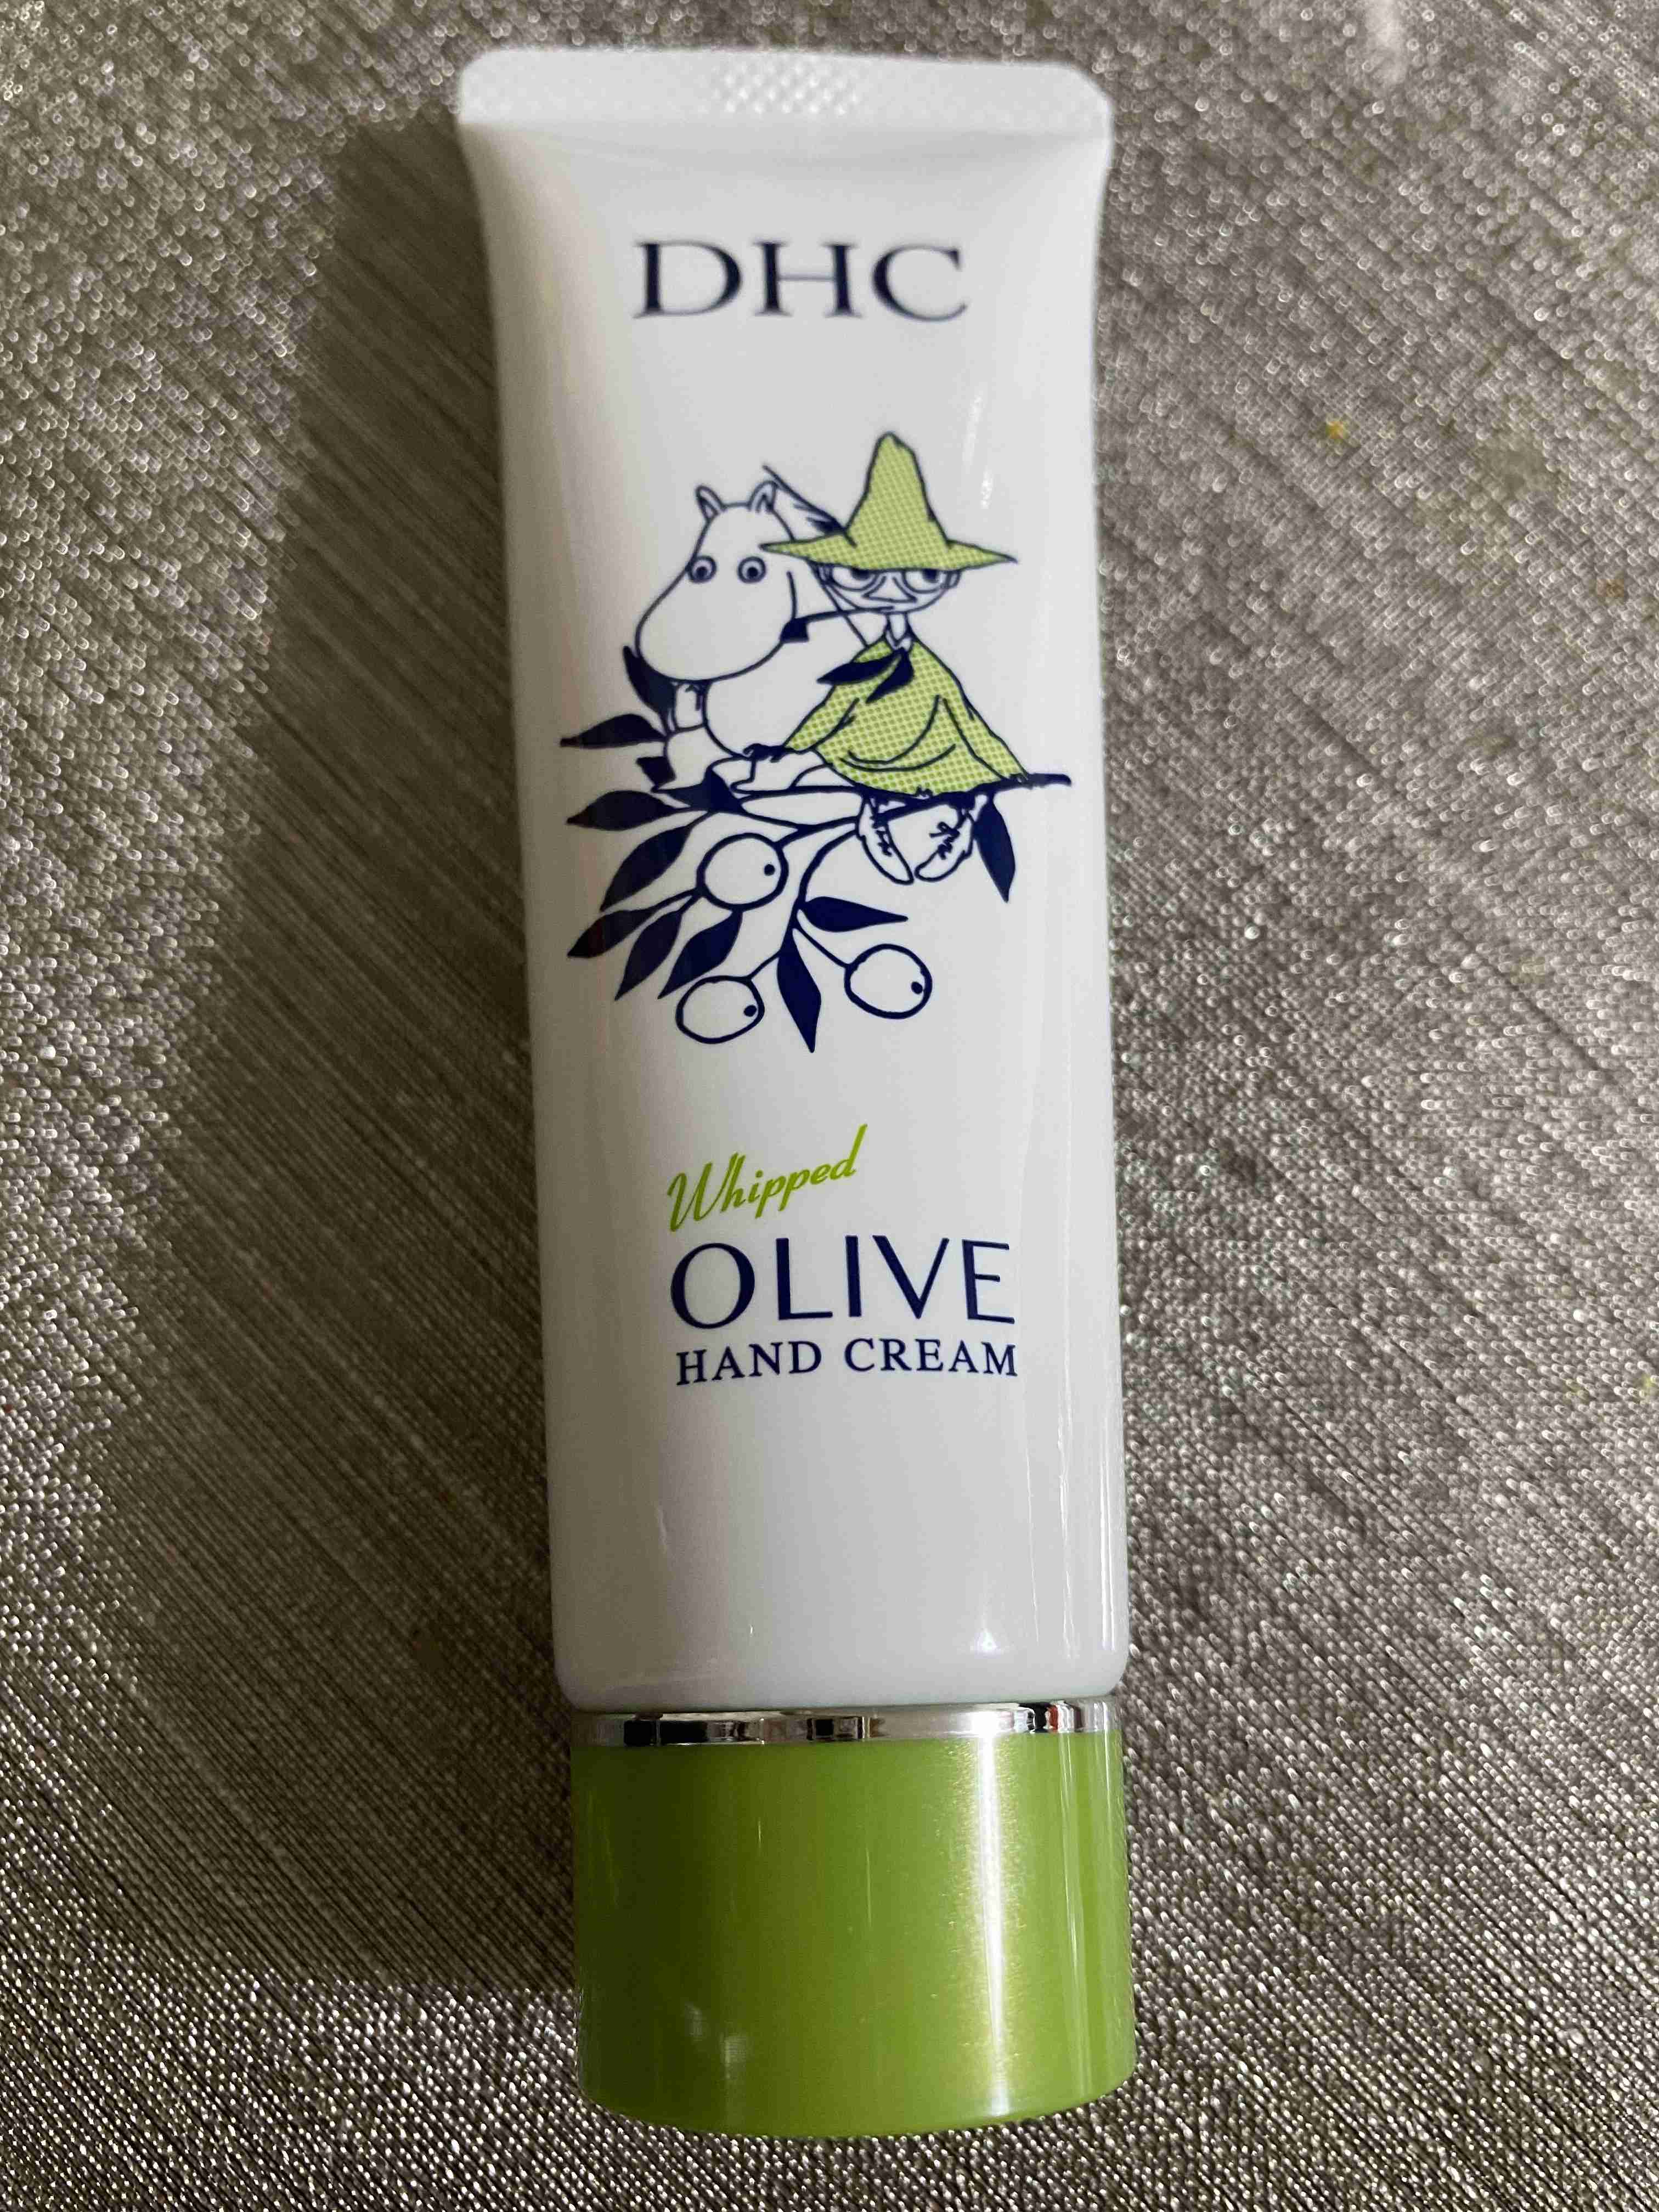 DHC
Whipped
OLIVE
HAND CREAM